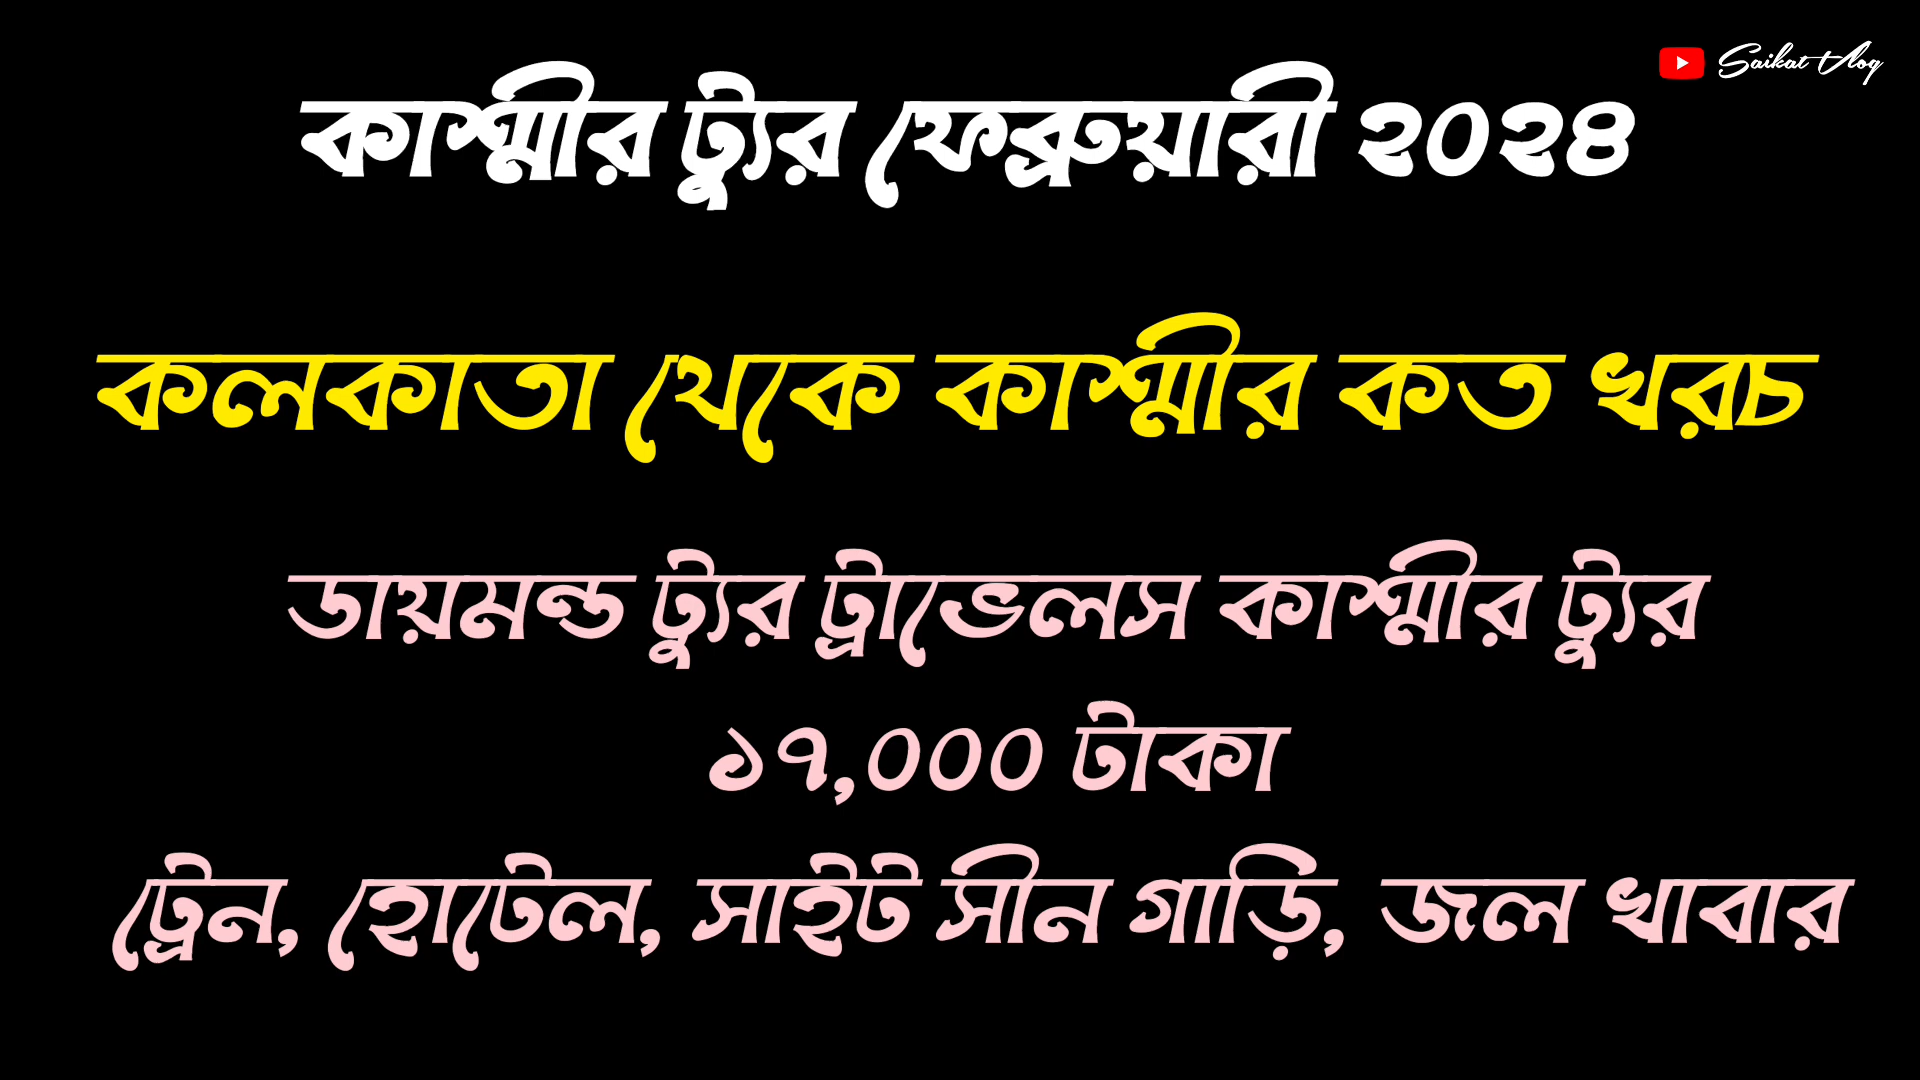 Saikat Vlog
কাশ্মীর ট্যুর ফেব্রুয়ারী ২০২৪
কলকাতা থেকে কাশ্মীর কত খরচ
ডায়মন্ড ট্যুর ট্রাভেলস কাশ্মীর ট্যুর
১৭,০০০ টাকা
ট্রেন, হোটেল, সাইট সীন গাড়ি, জল খাবার